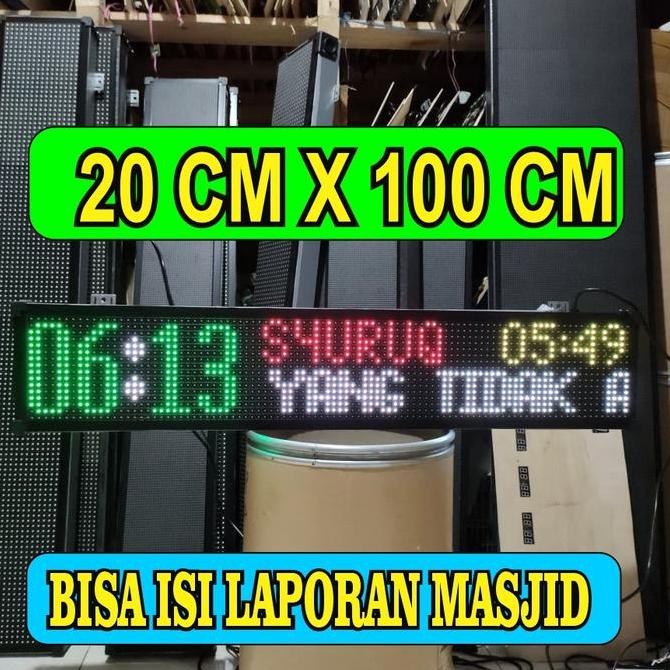 20 CM X 100 CM
06:13 SYURUQ 05:49
YANG TIDAK A
BISA ISI LAPORAN MASJID